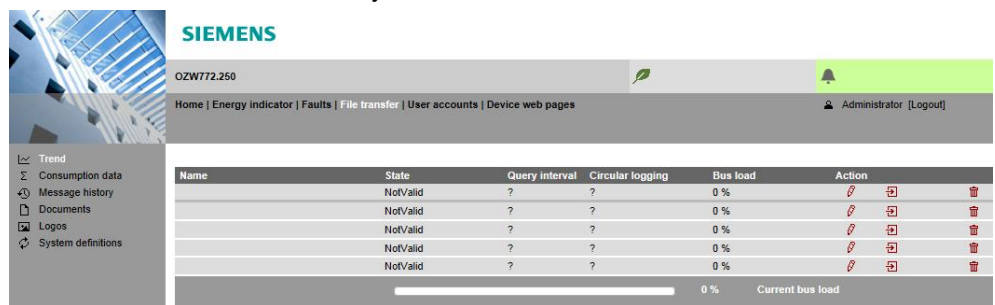 SIEMENS
OZW772.250
Home | Energy indicator | Faults | File transfer | User accounts | Device web pages
Administrator [Logout]
Trend
Consumption data
Message history
Documents
Logos
System definitions
Name State Query interval Circular logging Bus load Action
NotValid ? ? 0 %
NotValid ? ? 0 %
NotValid ? ? 0 %
NotValid ? ? 0 %
NotValid ? ? 0 %
0 % Current bus load